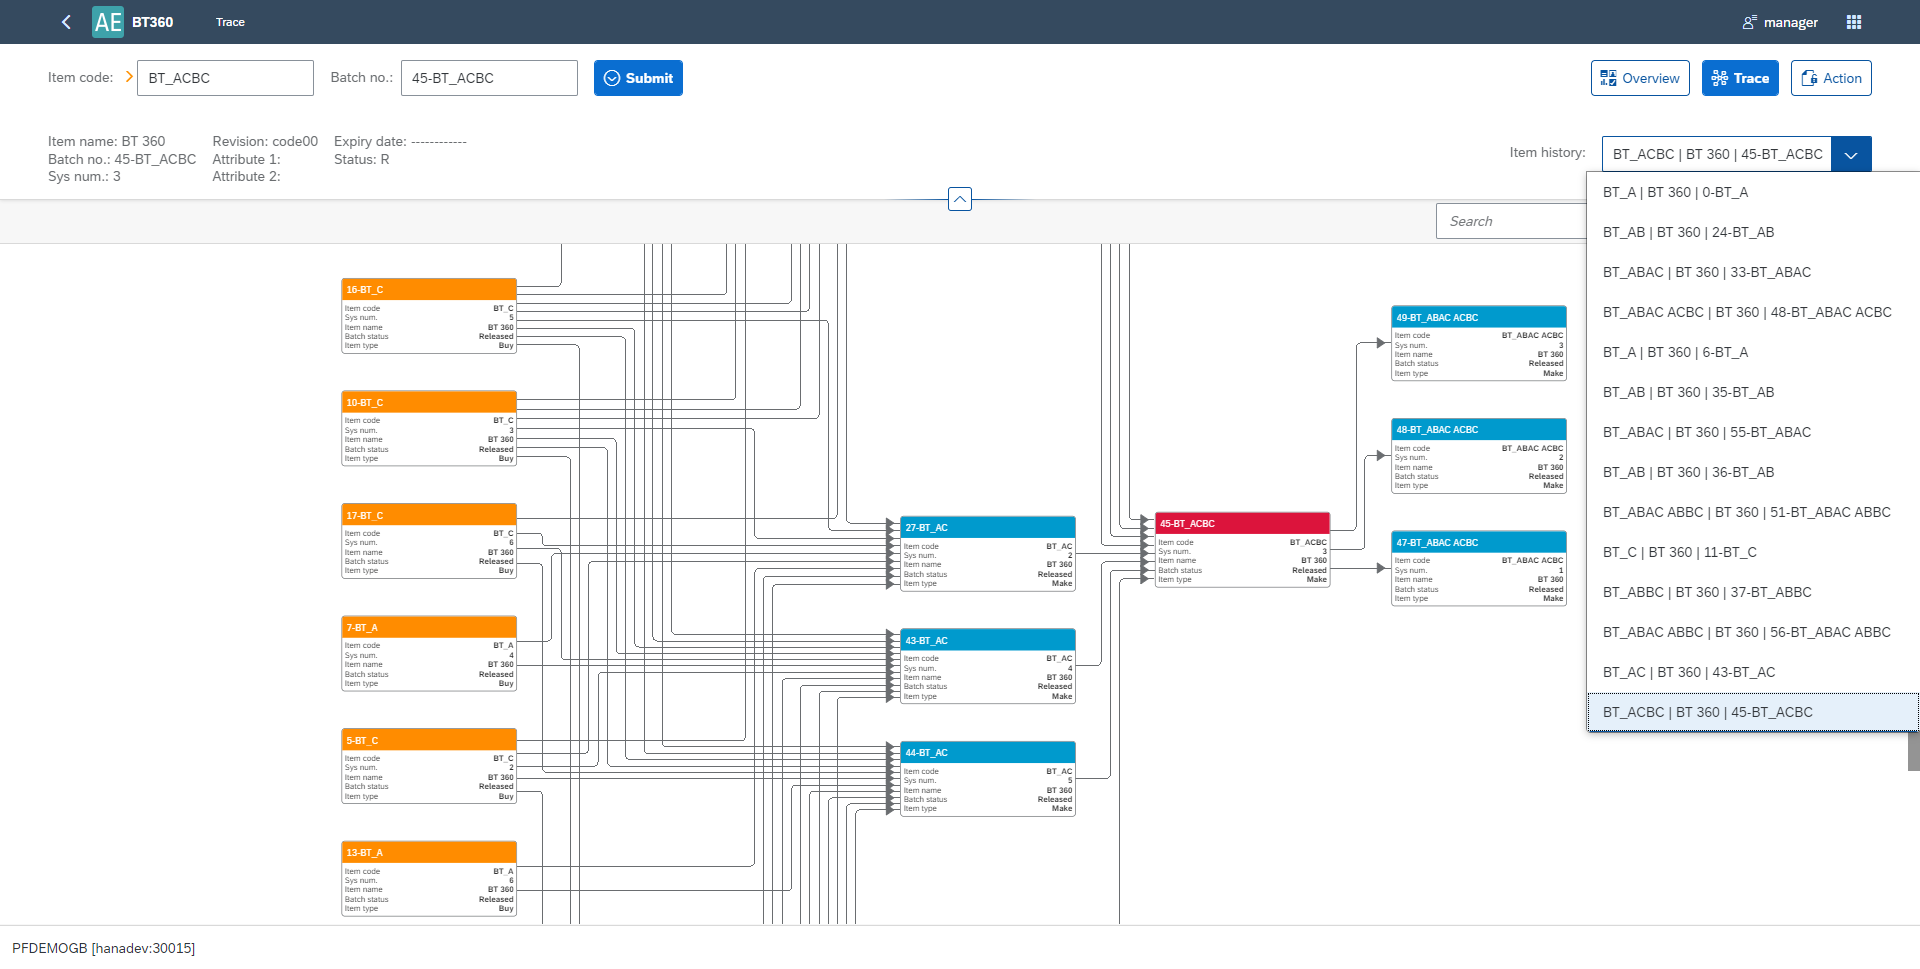 AE BT360 Trace manager
Item code: BT_ACBC Batch no.: 45-BT_ACBC Submit Overview Trace Action
Item name: BT 360 Revision: code00 Expiry date: ------------
Batch no.: 45-BT_ACBC Attribute 1: Status: R
Sys num.: 3 Attribute 2:
Item history: BT_ACBC | BT 360 | 45-BT_ACBC
Search
BT_A | BT 360 | 0-BT_A
BT_AB | BT 360 | 24-BT_AB
BT_ABAC | BT 360 | 33-BT_ABAC
BT_ABAC ACBC | BT 360 | 48-BT_ABAC ACBC
BT_A | BT 360 | 6-BT_A
BT_AB | BT 360 | 35-BT_AB
BT_ABAC | BT 360 | 55-BT_ABAC
BT_AB | BT 360 | 36-BT_AB
BT_ABAC ABBC | BT 360 | 51-BT_ABAC ABBC
BT_C | BT 360 | 11-BT_C
BT_ABBC | BT 360 | 37-BT_ABBC
BT_ABAC ABBC | BT 360 | 56-BT_ABAC ABBC
BT_AC | BT 360 | 43-BT_AC
BT_ACBC | BT 360 | 45-BT_ACBC
16-BT_C
Item code BT_C
Sys num. 5
Item name BT 360
Batch status Released
Item type Buy
10-BT_C
Item code BT_C
Sys num. 3
Item name BT 360
Batch status Released
Item type Buy
17-BT_C
Item code BT_C
Sys num. 6
Item name BT 360
Batch status Released
Item type Buy
7-BT_A
Item code BT_A
Sys num. 4
Item name BT 360
Batch status Released
Item type Buy
5-BT_C
Item code BT_C
Sys num. 2
Item name BT 360
Batch status Released
Item type Buy
13-BT_A
Item code BT_A
Sys num. 6
Item name BT 360
Batch status Released
Item type Buy
27-BT_AC
Item code BT_AC
Sys num. 2
Item name BT 360
Batch status Released
Item type Make
43-BT_AC
Item code BT_AC
Sys num. 4
Item name BT 360
Batch status Released
Item type Make
44-BT_AC
Item code BT_AC
Sys num. 5
Item name BT 360
Batch status Released
Item type Make
45-BT_ACBC
Item code BT_ACBC
Sys num. 3
Item name BT 360
Batch status Released
Item type Make
49-BT_ABAC ACBC
Item code BT_ABAC ACBC
Sys num. 3
Item name BT 360
Batch status Released
Item type Make
48-BT_ABAC ACBC
Item code BT_ABAC ACBC
Sys num. 2
Item name BT 360
Batch status Released
Item type Make
47-BT_ABAC ACBC
Item code BT_ABAC ACBC
Sys num. 1
Item name BT 360
Batch status Released
Item type Make
PFDEMOGB [hanadev:30015]